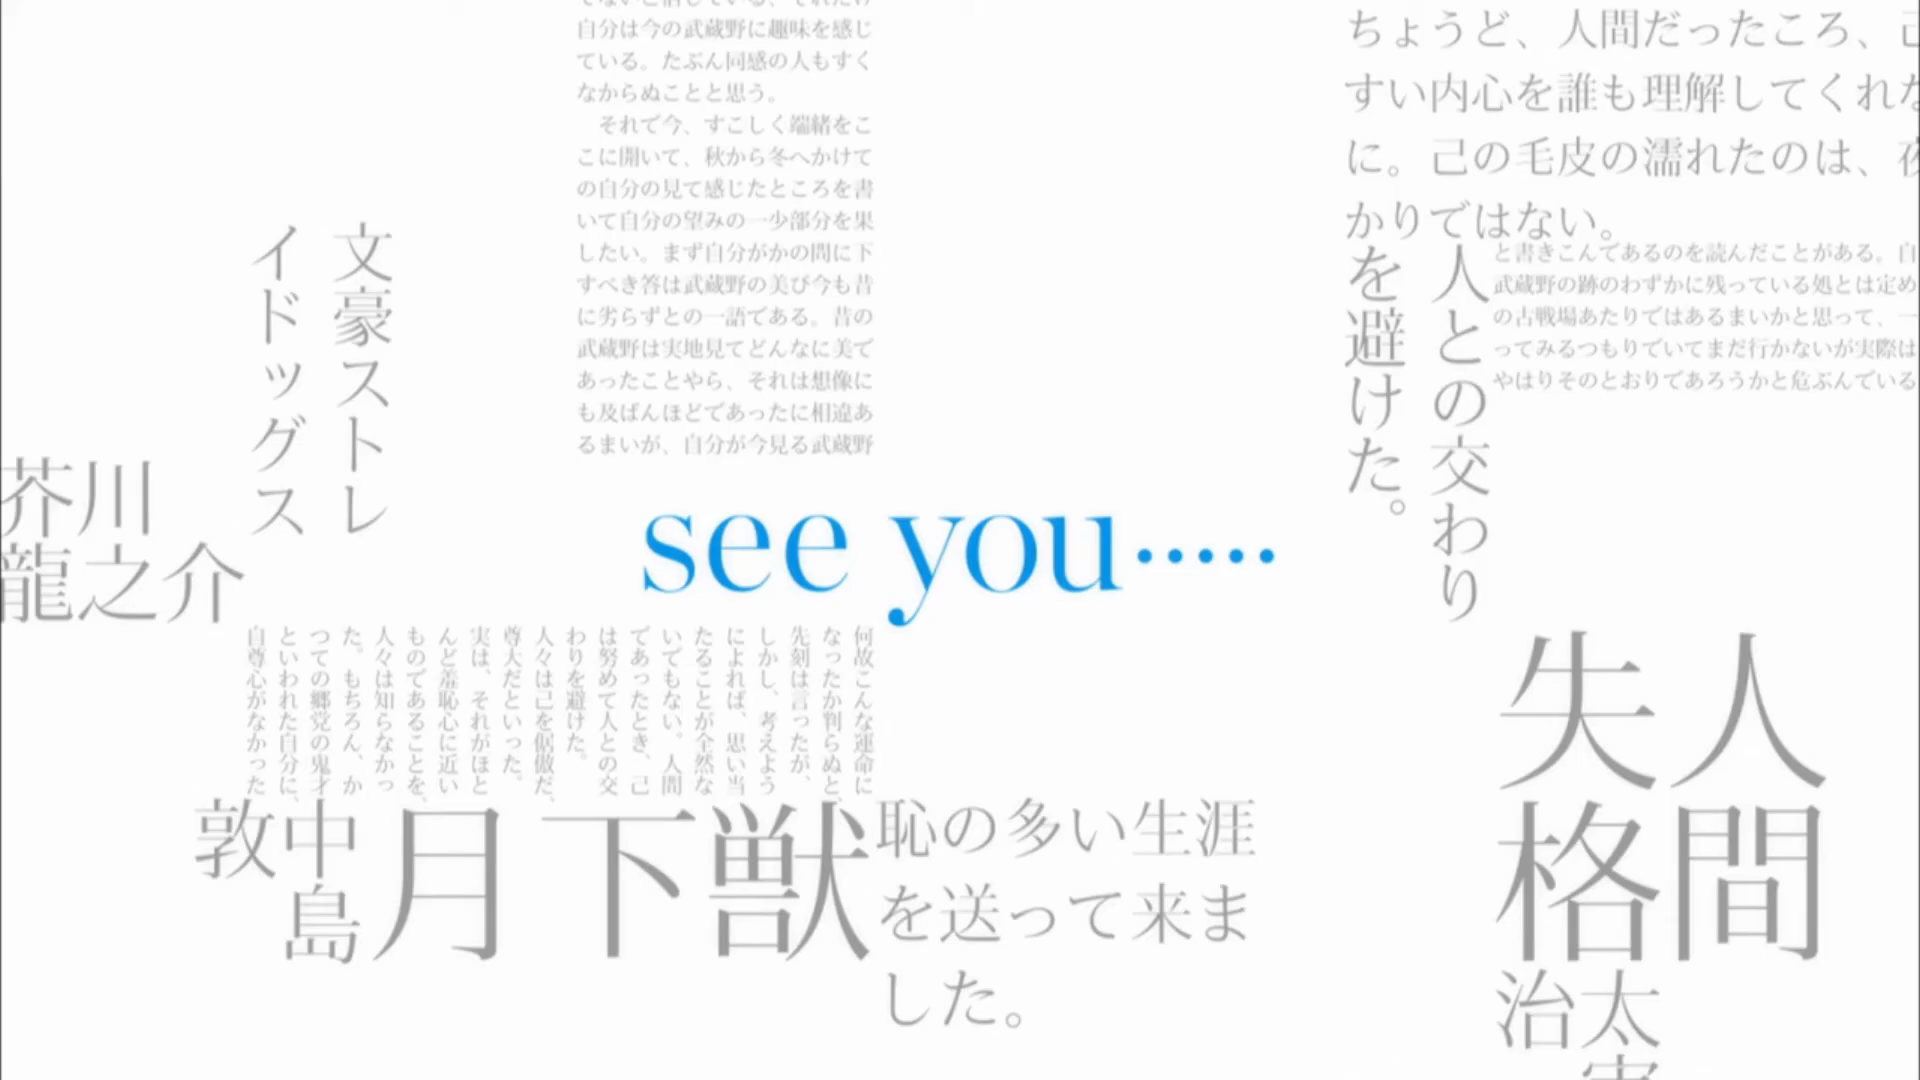 自分は今の武蔵野に趣味を感じ
ている。たぶん同感の人もすく
なからぬことと思う。
それで今、すこしく端緒をこ
こに開いて、秋から冬へかけて
の自分の見て感じたところを書
いて自分の望みの一少部分を果
したい。まず自分がかの問に下
すべき答は武蔵野の美び今も昔
に劣らずとの一語である。昔の
武蔵野は実地見てどんなに美で
あったことやら、それは想像に
も及ばんほどであったに相違あ
るまいが、自分が今見る武蔵野
ちょうど、人間だったころ、己
すい内心を誰も理解してくれな
に。己の毛皮の濡れたのは、夜
かりではない。
と書きこんであるのを読んだことがある。自
武蔵野の跡のわずかに残っている処とは定め
の古戦場あたりではあるまいかと思って、一
ってみるつもりでいてまだ行かないが実際は
やはりそのとおりであろうかと危ぶんでいる
人との交わり
を避けた。
文豪ストレ
イドッグス
芥川
龍之介
see you·····
何故こんな運命に
なったか判らぬと、
先刻は言ったが、
しかし、考えよう
によれば、思い当
たることが全然な
いでもない。人間
であったとき、己
は努めて人との交
わりを避けた。
人々は己を倨傲だ、
尊大だといった。
実は、それがほと
んど羞恥心に近い
ものであることを、
人々は知らなかっ
た。もちろん、か
つての郷党の鬼才
といわれた自分に、
自尊心がなかった
中島
敦
月下獣
恥の多い生涯
を送って来ま
した。
人間
失格
太宰
治